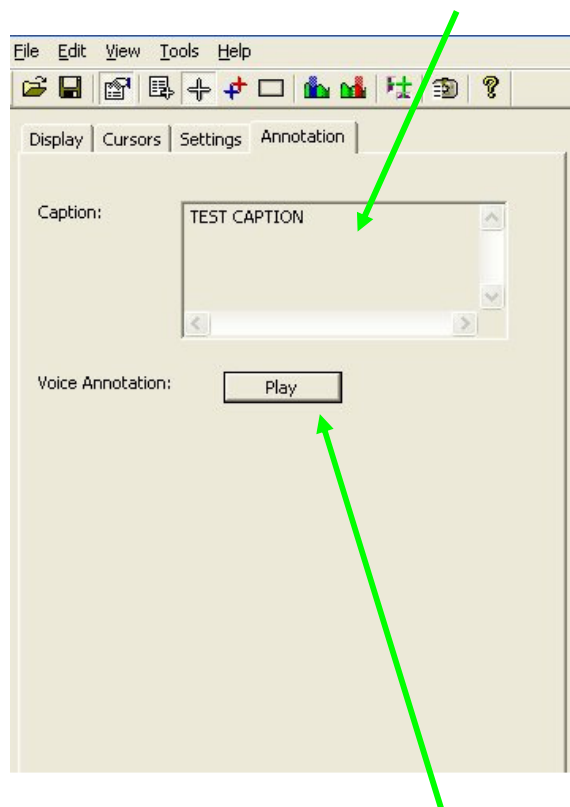 File Edit View Tools Help
Display Cursors Settings Annotation
Caption: TEST CAPTION
Voice Annotation: Play